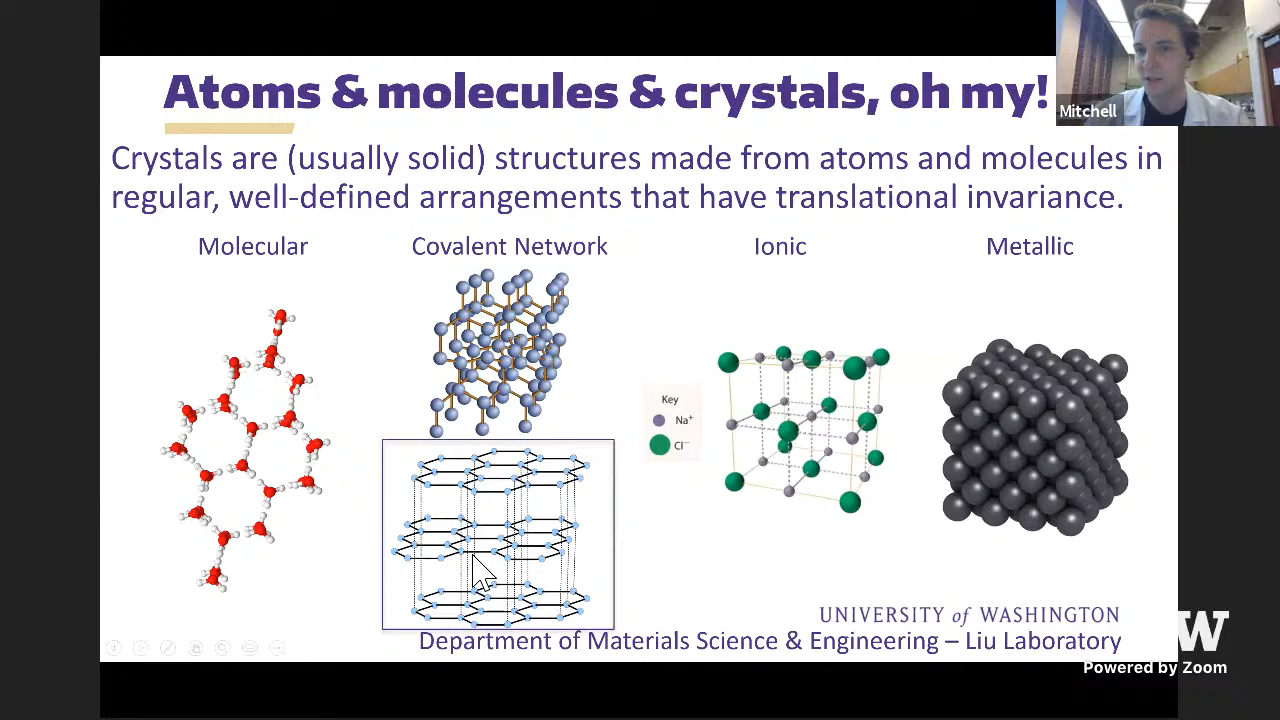 Atoms & molecules & crystals, oh my!
Mitchell
Crystals are (usually solid) structures made from atoms and molecules in
regular, well-defined arrangements that have translational invariance.
Molecular
Covalent Network
Ionic
Metallic
Key
Na⁺
Cl⁻
UNIVERSITY of WASHINGTON
Department of Materials Science & Engineering – Liu Laboratory
W
Powered by Zoom